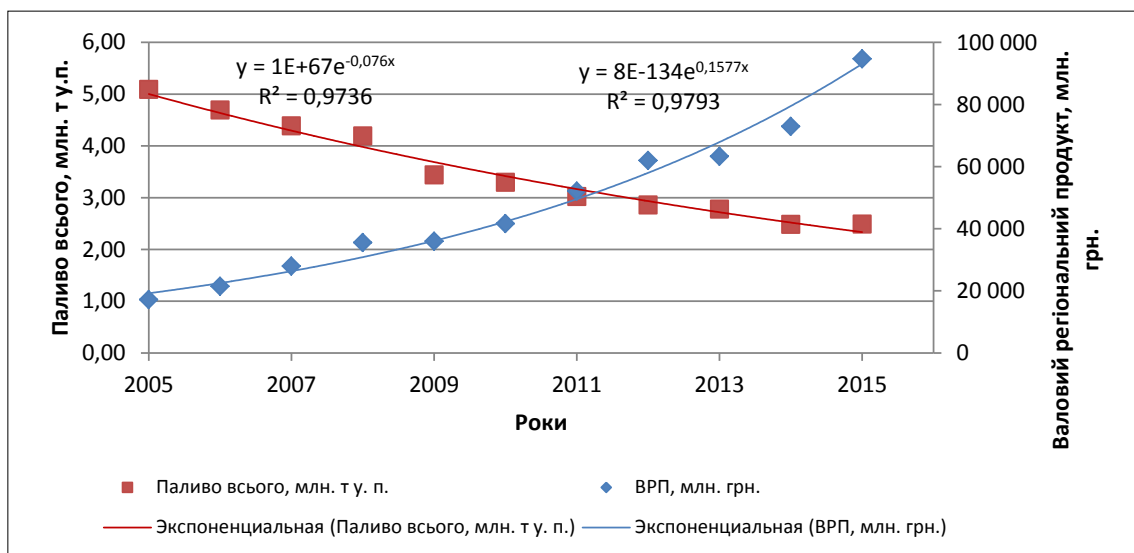 Паливо всього, млн. т у.п.
6,00
5,00
4,00
3,00
2,00
1,00
0,00
y = 1E+67e^-0,076x
R² = 0,9736
y = 8E-134e^0,1577x
R² = 0,9793
100 000
80 000
60 000
40 000
20 000
0
Валовий регіональний продукт, млн.
грн.
2005 2007 2009 2011 2013 2015
Роки
Паливо всього, млн. т у. п. ВРП, млн. грн.
Экспоненциальная (Паливо всього, млн. т у. п.) Экспоненциальная (ВРП, млн. грн.)